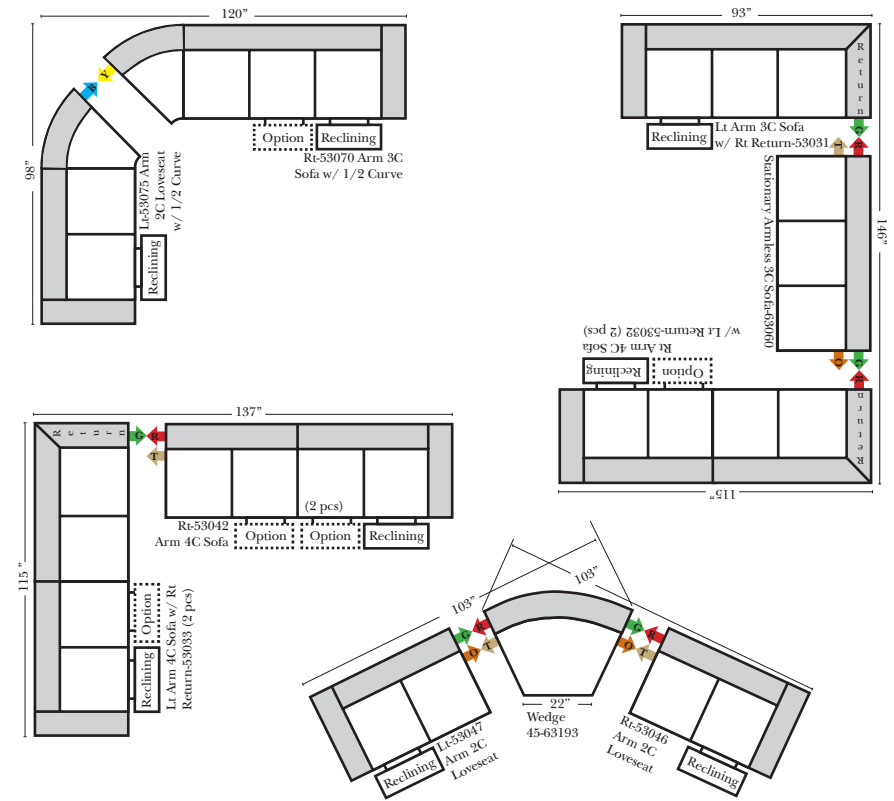 120”
98”
B
Y
Option
Reclining
Rt-53070 Arm 3C
Sofa w/ 1/2 Curve
Lt-53075 Arm
2C Loveseat
w/ 1/2 Curve
Reclining
93”
Return
Reclining
Lt Arm 3C Sofa
w/ Rt Return-53031
G
T
R
Stationary Armless
3C Sofa-63060
146”
O
G
R
Rt Arm 4C Sofa
w/ Lt Return-53032 (2 pcs)
Reclining
Option
Return
115”
137”
Return
G
R
T
115”
(2 pcs)
Rt-53042
Arm 4C Sofa
Option
Option
Reclining
Option
Reclining
Lt Arm 4C Sofa w/ Rt
Return-53033 (2 pcs)
103”
103”
G
R
O
T
G
R
O
T
22”
Wedge
45-63193
Lt-53047
Arm 2C
Loveseat
Reclining
Rt-53046
Arm 2C
Loveseat
Reclining